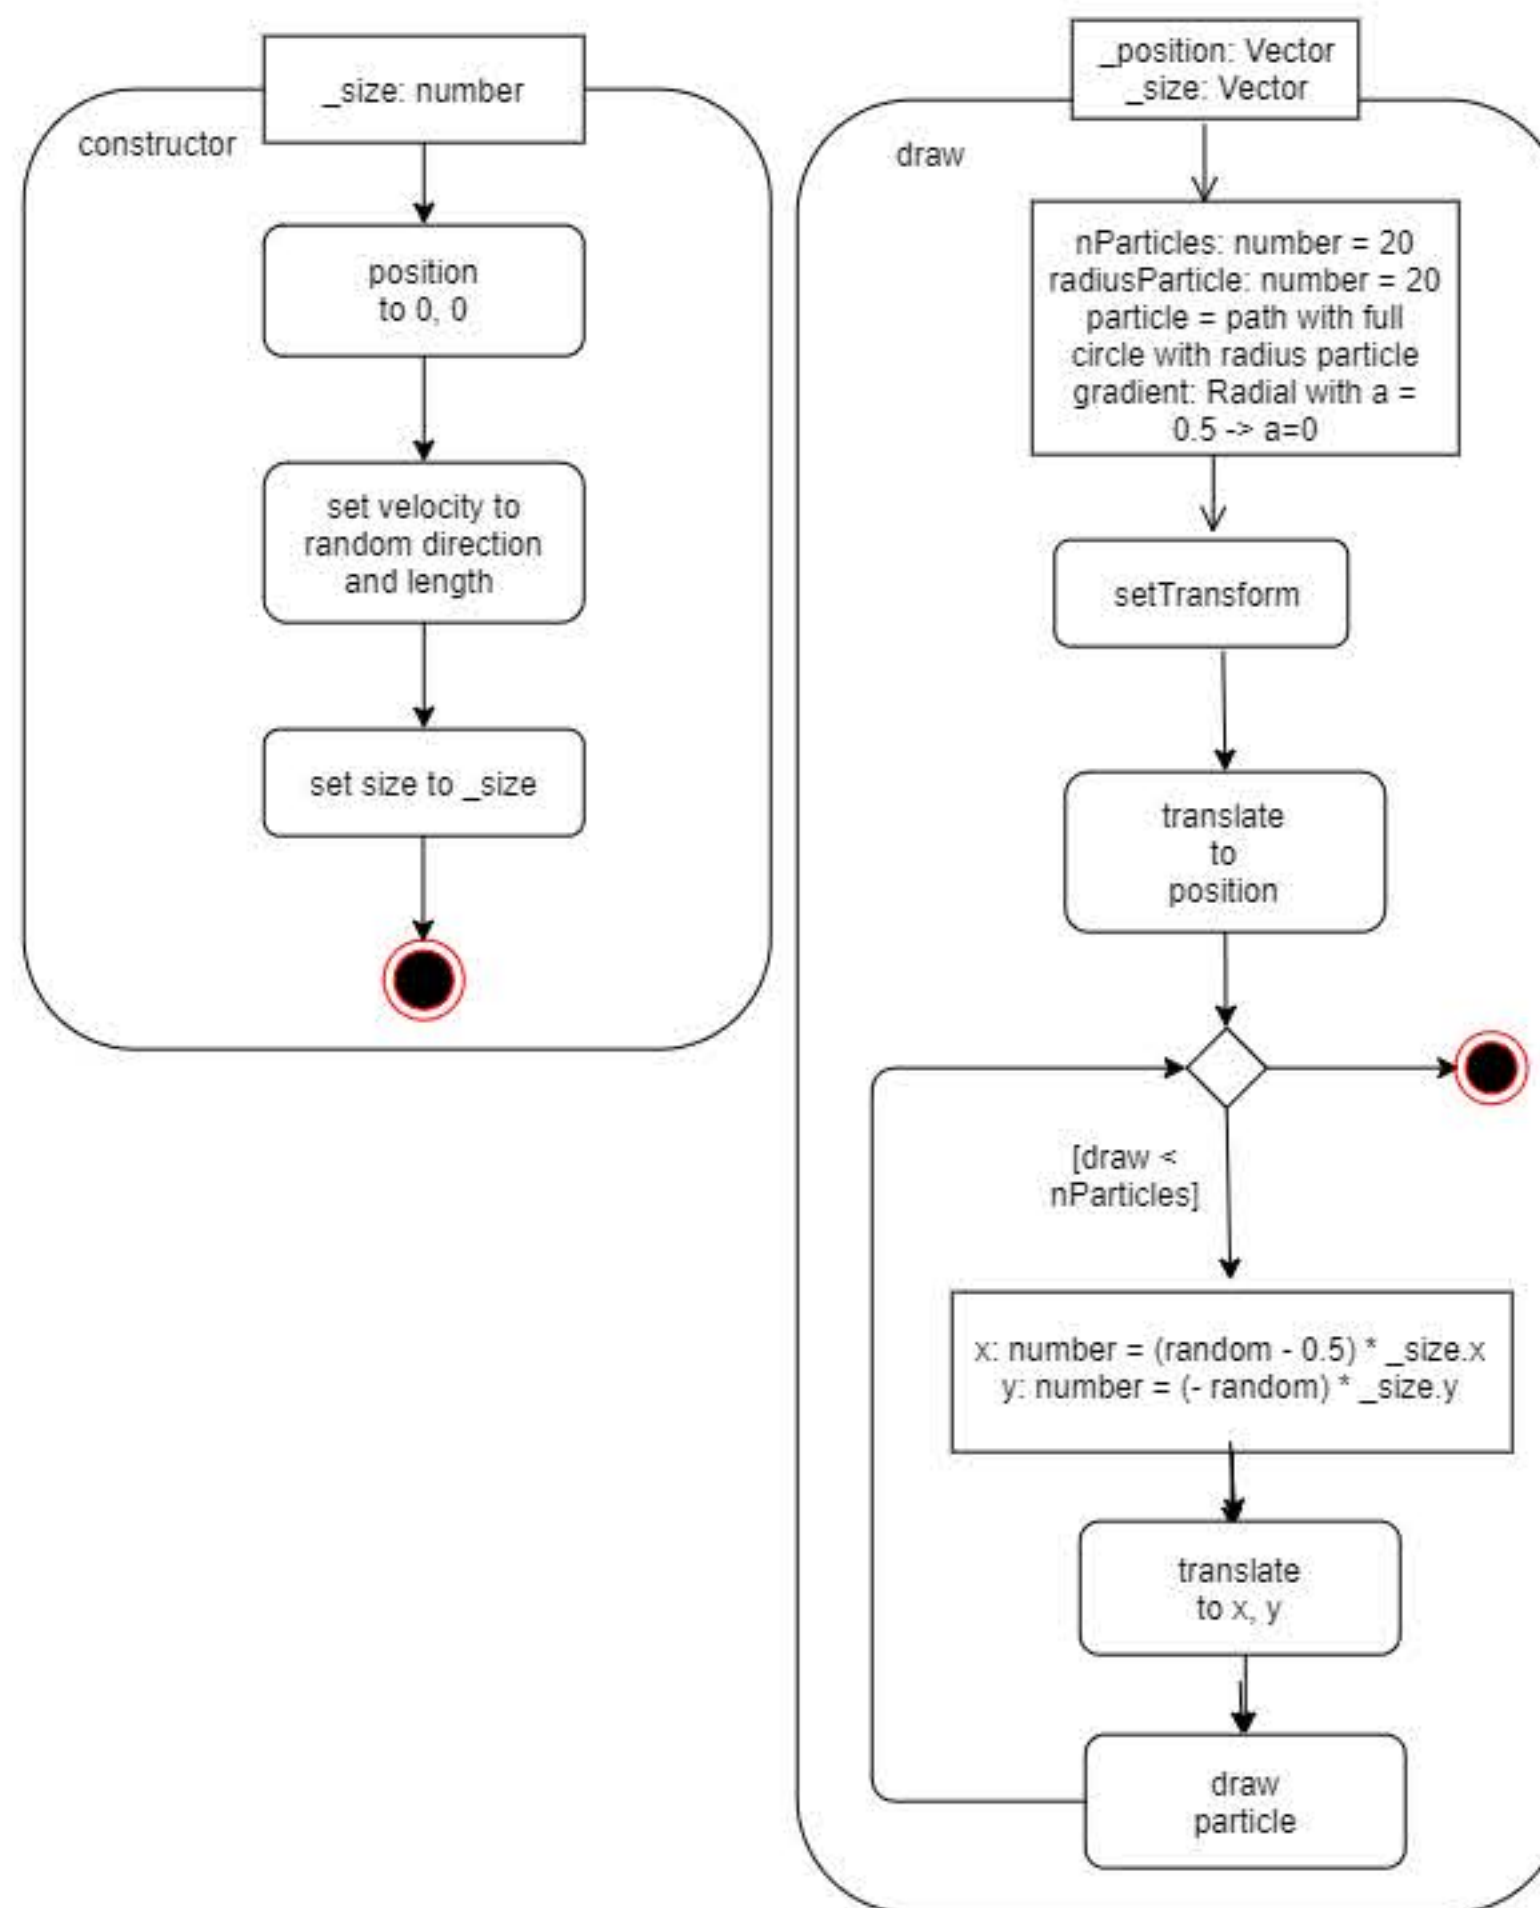 _size: number
constructor
position
to 0, 0
set velocity to
random direction
and length
set size to _size
_position: Vector
_size: Vector
draw
nParticles: number = 20
radiusParticle: number = 20
particle = path with full
circle with radius particle
gradient: Radial with a =
0.5 -> a=0
setTransform
translate
to
position
[draw <
nParticles]
x: number = (random - 0.5) * _size.x
y: number = (- random) * _size.y
translate
to x, y
draw
particle